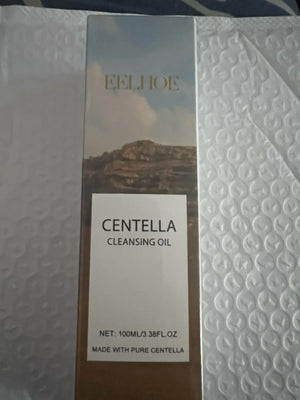 EELHOE
CENTELLA
CLEANSING OIL
NET: 100ML/3.38FL.OZ
MADE WITH PURE CENTELLA